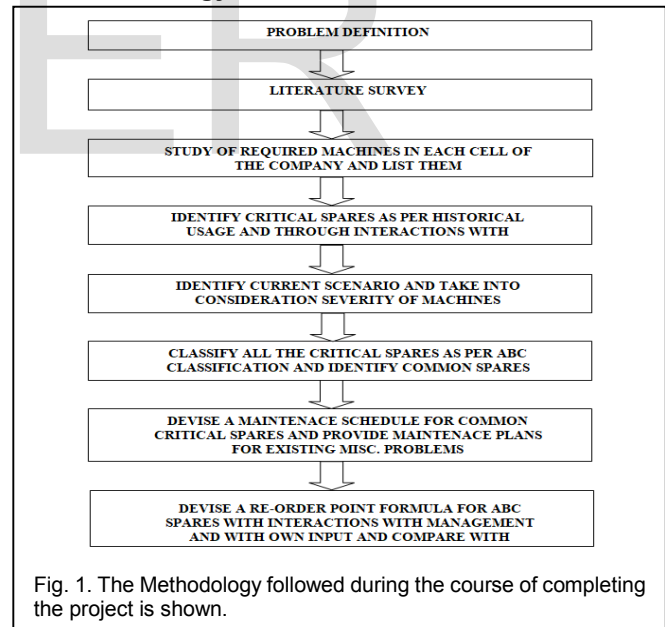 ER
PROBLEM DEFINITION
LITERATURE SURVEY
STUDY OF REQUIRED MACHINES IN EACH CELL OF
THE COMPANY AND LIST THEM
IDENTIFY CRITICAL SPARES AS PER HISTORICAL
USAGE AND THROUGH INTERACTIONS WITH
IDENTIFY CURRENT SCENARIO AND TAKE INTO
CONSIDERATION SEVERITY OF MACHINES
CLASSIFY ALL THE CRITICAL SPARES AS PER ABC
CLASSIFICATION AND IDENTIFY COMMON SPARES
DEVISE A MAINTENACE SCHEDULE FOR COMMON
CRITICAL SPARES AND PROVIDE MAINTENACE PLANS
FOR EXISTING MISC. PROBLEMS
DEVISE A RE-ORDER POINT FORMULA FOR ABC
SPARES WITH INTERACTIONS WITH MANAGEMENT
AND WITH OWN INPUT AND COMPARE WITH
Fig. 1. The Methodology followed during the course of completing
the project is shown.